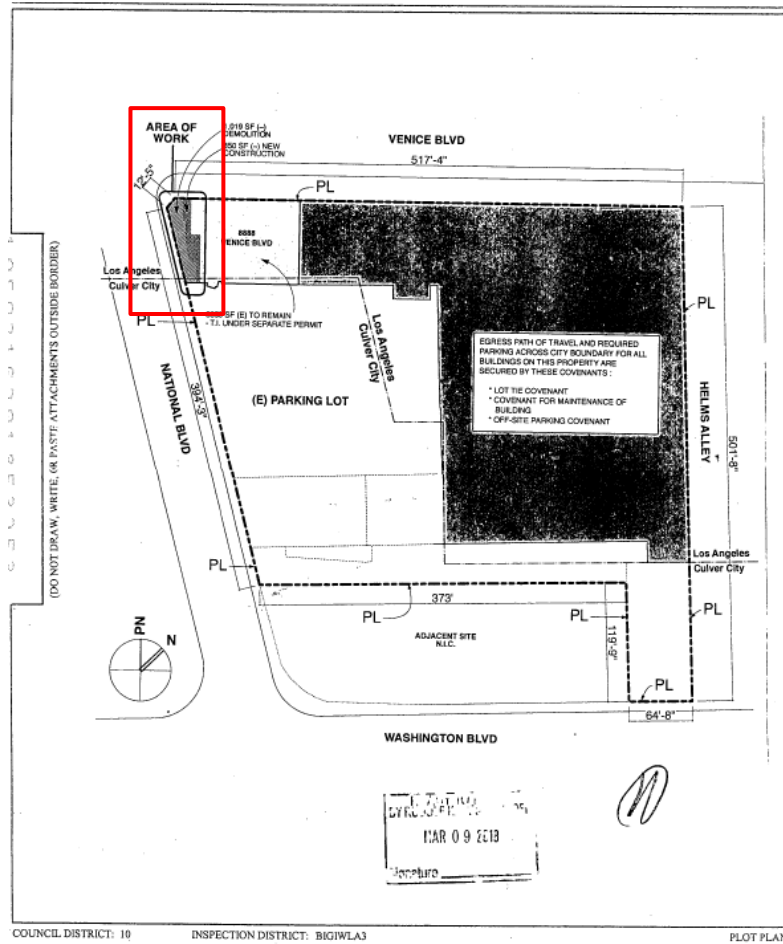 AREA OF
WORK
1,019 SF (-)
DEMOLITION
350 SF (-) NEW
CONSTRUCTION
VENICE BLVD
517'-4"
12'-5"
PL
8888
VENICE BLVD
Los Angeles
Culver City
SF (E) TO REMAIN
- T.I. UNDER SEPARATE PERMIT
PL
PL
Los Angeles
Culver City
EGRESS PATH OF TRAVEL AND REQUIRED
PARKING ACROSS CITY BOUNDARY FOR ALL
BUILDINGS ON THIS PROPERTY ARE
SECURED BY THESE COVENANTS :
* LOT TIE COVENANT
* COVENANT FOR MAINTENANCE OF
BUILDING
* OFF-SITE PARKING COVENANT
(DO NOT DRAW, WRITE, OR PASTE ATTACHMENTS OUTSIDE BORDER)
NATIONAL BLVD
394'-3"
(E) PARKING LOT
HELMS ALLEY
501'-8"
Los Angeles
Culver City
PL
373'
PL
PL
PL
119'-9"
ADJACENT SITE
N.I.C.
PN
N
PL
64'-8"
WASHINGTON BLVD
MAR 09
COUNCIL DISTRICT: 10
INSPECTION DISTRICT: BIGIWLA3
PLOT PLAN